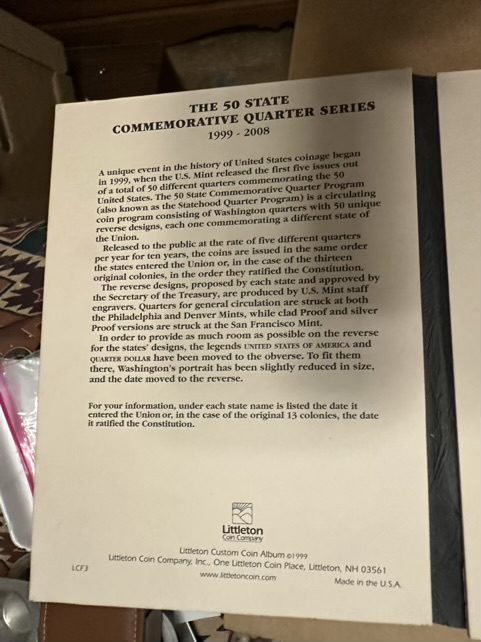 THE 50 STATE
COMMEMORATIVE QUARTER SERIES
1999 - 2008
A unique event in the history of United States coinage began
in 1999, when the U.S. Mint released the first five issues out
of a total of 50 different quarters commemorating the 50
United States. The 50 State Commemorative Quarter Program
(also known as the Statehood Quarter Program) is a circulating
coin program consisting of Washington quarters with 50 unique
reverse designs, each one commemorating a different state of
the Union.
Released to the public at the rate of five different quarters
per year for ten years, the coins are issued in the same order
the states entered the Union or, in the case of the thirteen
original colonies, in the order they ratified the Constitution.
The reverse designs, proposed by each state and approved by
the Secretary of the Treasury, are produced by U.S. Mint staff
engravers. Quarters for general circulation are struck at both
the Philadelphia and Denver Mints, while clad Proof and silver
Proof versions are struck at the San Francisco Mint.
In order to provide as much room as possible on the reverse
for the states' designs, the legends UNITED STATES OF AMERICA and
QUARTER DOLLAR have been moved to the obverse. To fit them
there, Washington's portrait has been slightly reduced in size,
and the date moved to the reverse.
For your information, under each state name is listed the date it
entered the Union or, in the case of the original 13 colonies, the date
it ratified the Constitution.
Littleton
Coin Company
Littleton Custom Coin Album ©1999
Littleton Coin Company, Inc., One Littleton Coin Place, Littleton, NH 03561
LCF3 www.littletoncoin.com Made in the U.S.A.